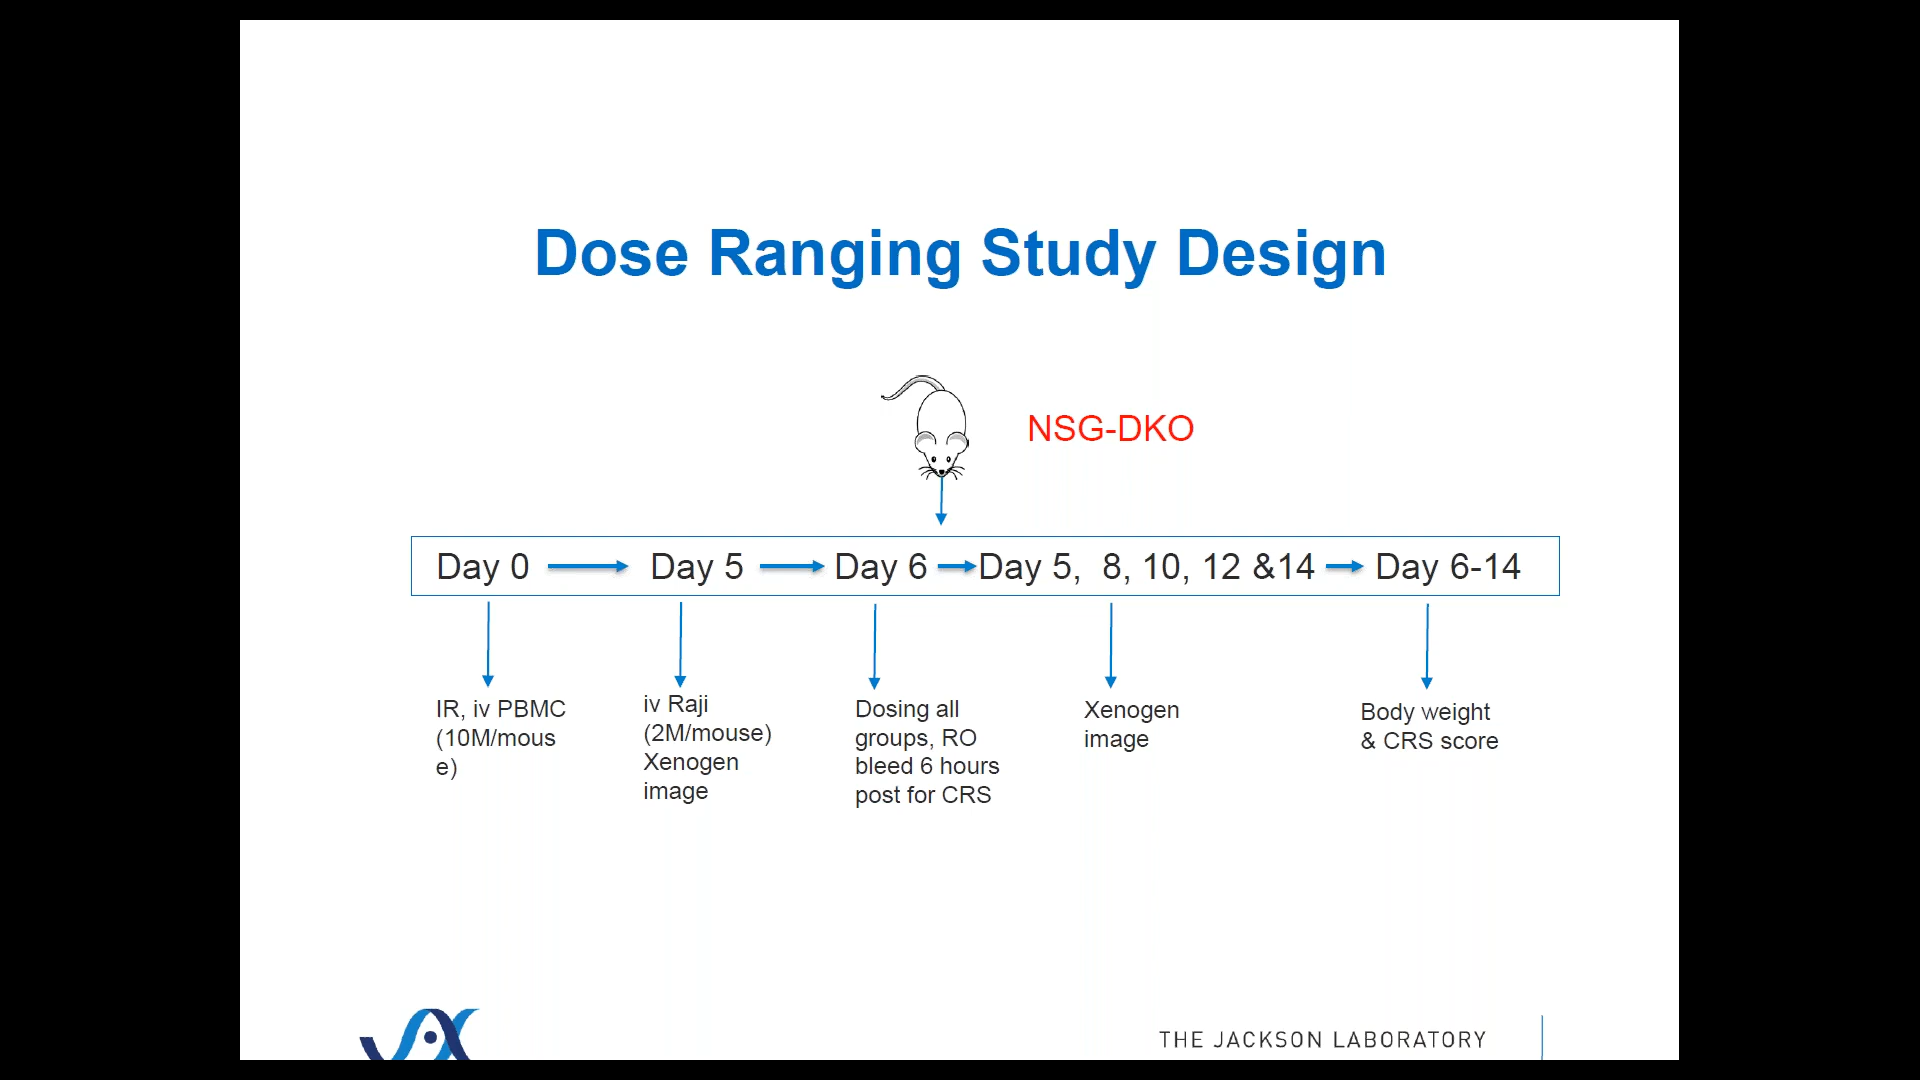 Dose Ranging Study Design
NSG-DKO
Day 0 Day 5 Day 6 Day 5, 8, 10, 12 &14 Day 6-14
IR, iv PBMC
(10M/mous
e)
iv Raji
(2M/mouse)
Xenogen
image
Dosing all
groups, RO
bleed 6 hours
post for CRS
Xenogen
image
Body weight
& CRS score
THE JACKSON LABORATORY